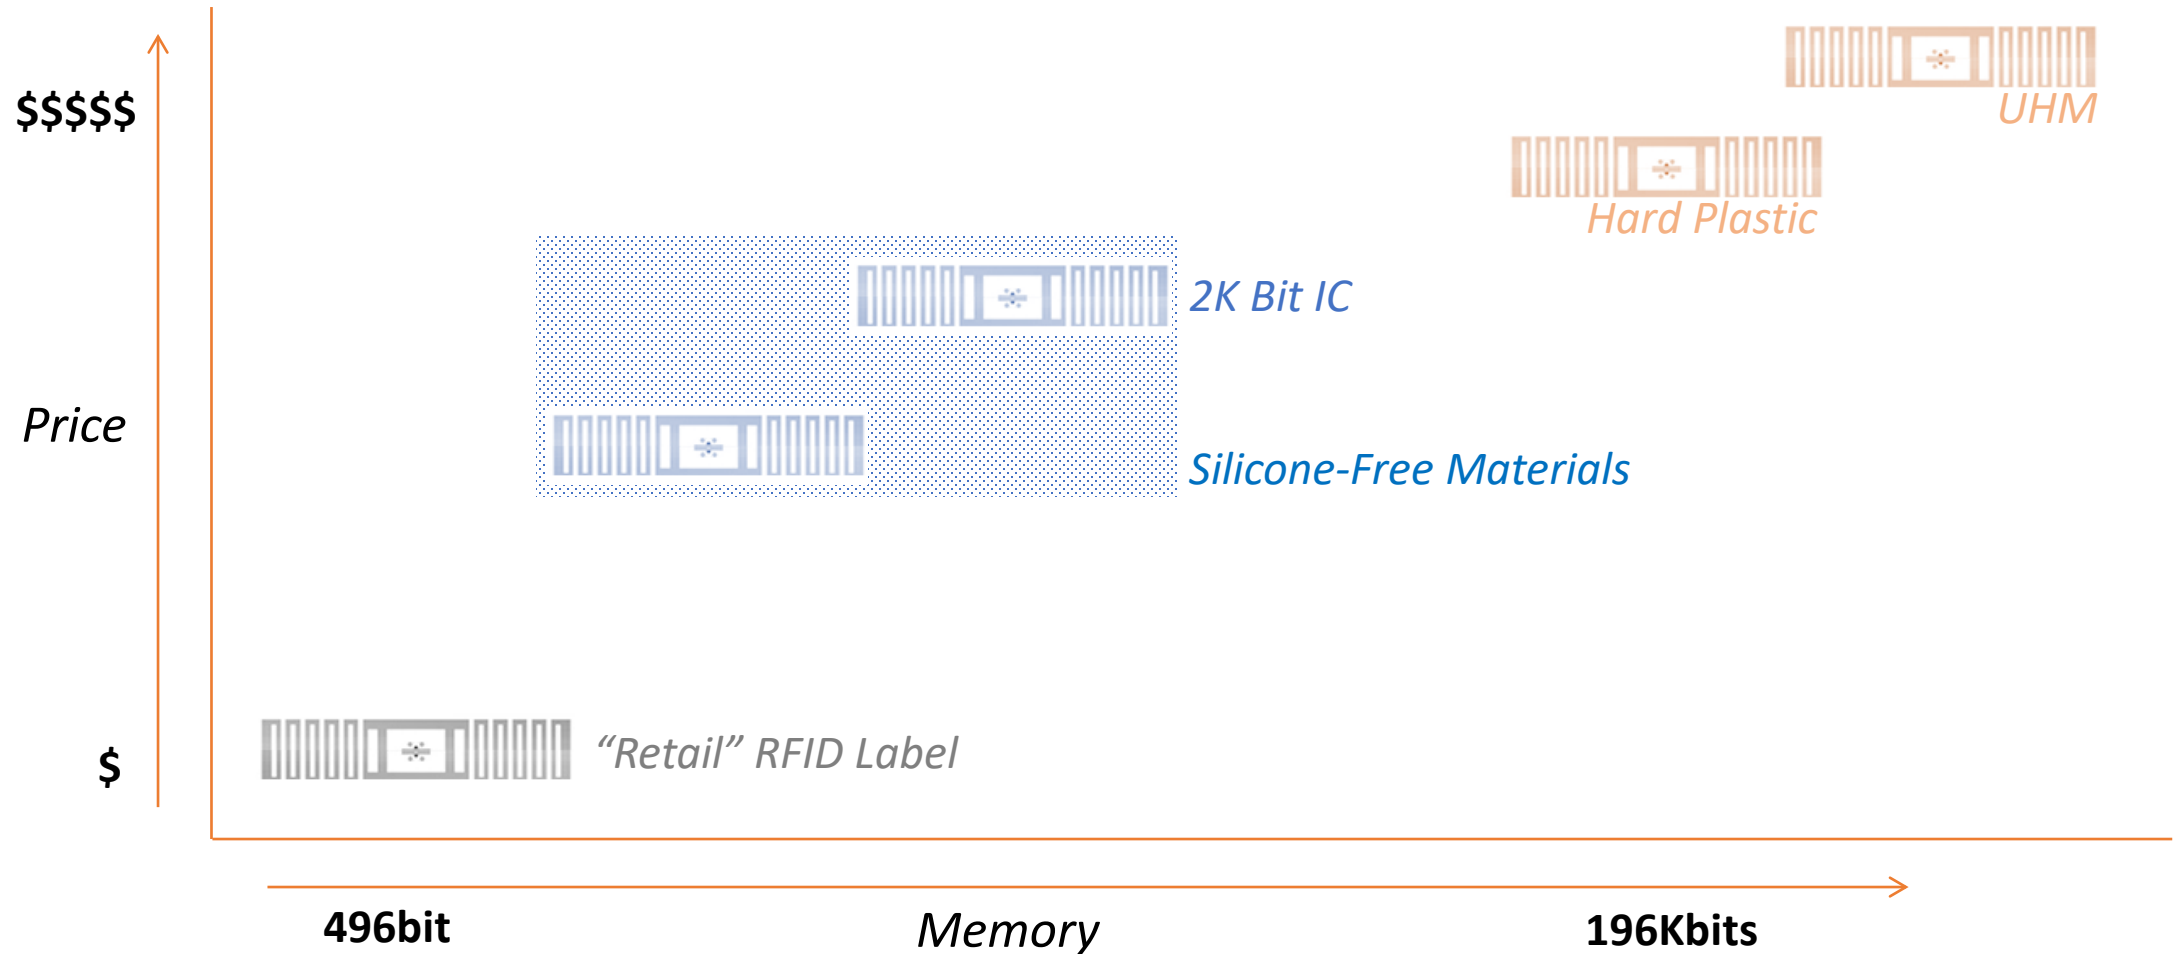 $$$$$
UHM
Hard Plastic
2K Bit IC
Price
Silicone-Free Materials
“Retail” RFID Label
$
496bit
Memory
196Kbits